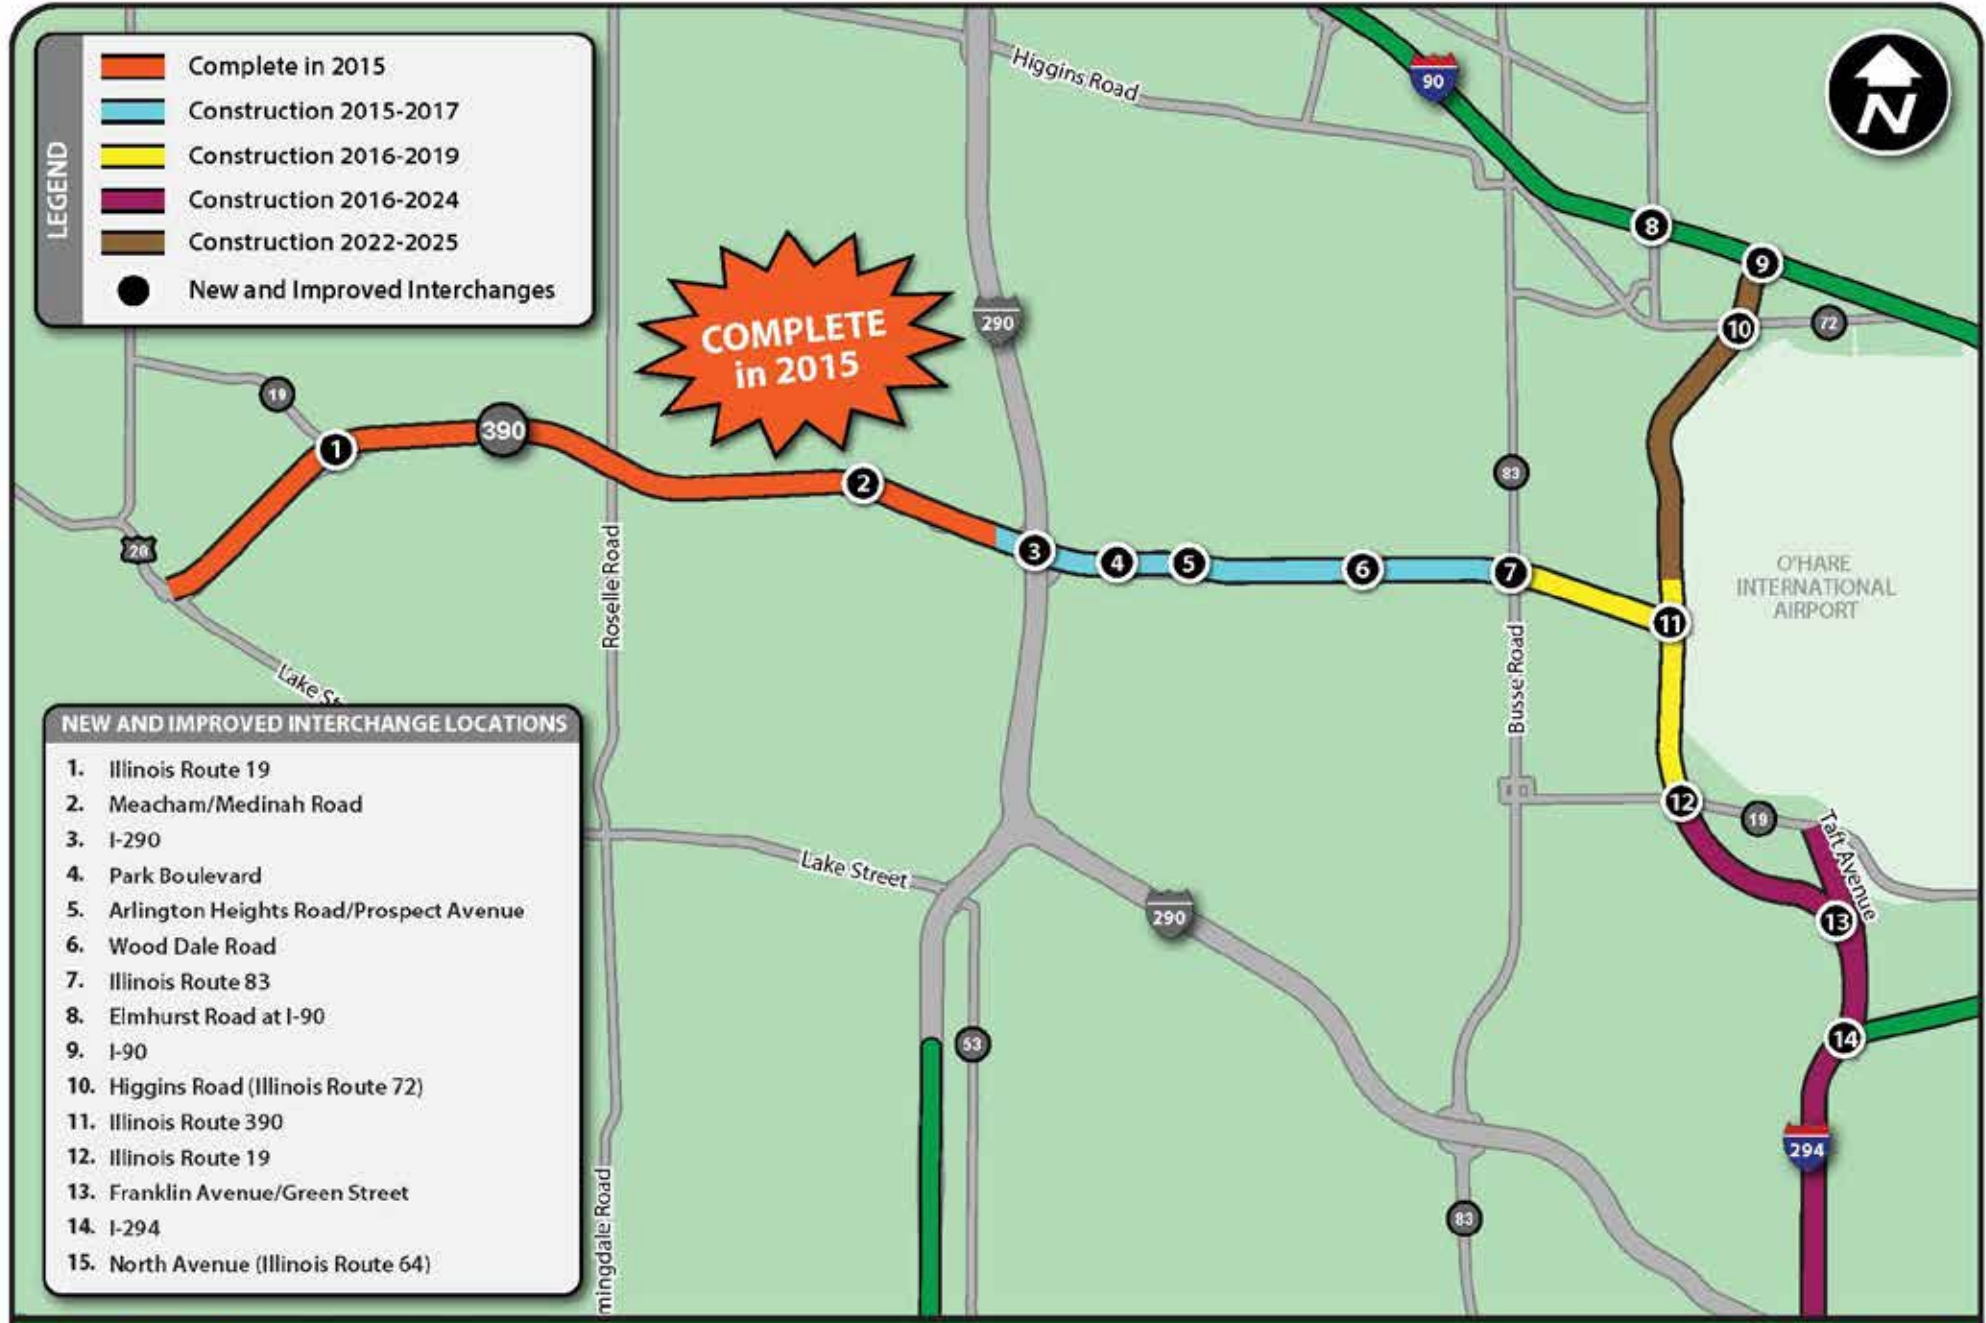 LEGEND
Complete in 2015
Construction 2015-2017
Construction 2016-2019
Construction 2016-2024
Construction 2022-2025
New and Improved Interchanges
Higgins Road
90
N
8
9
10
72
290
COMPLETE
in 2015
19
1
390
2
3
4
5
6
7
83
11
O'HARE
INTERNATIONAL
AIRPORT
20
Roselle Road
Busse Road
Lake St
12
19
Taft Avenue
13
14
Lake Street
290
53
83
294
mingdale Road
NEW AND IMPROVED INTERCHANGE LOCATIONS
1. Illinois Route 19
2. Meacham/Medinah Road
3. I-290
4. Park Boulevard
5. Arlington Heights Road/Prospect Avenue
6. Wood Dale Road
7. Illinois Route 83
8. Elmhurst Road at I-90
9. I-90
10. Higgins Road (Illinois Route 72)
11. Illinois Route 390
12. Illinois Route 19
13. Franklin Avenue/Green Street
14. I-294
15. North Avenue (Illinois Route 64)